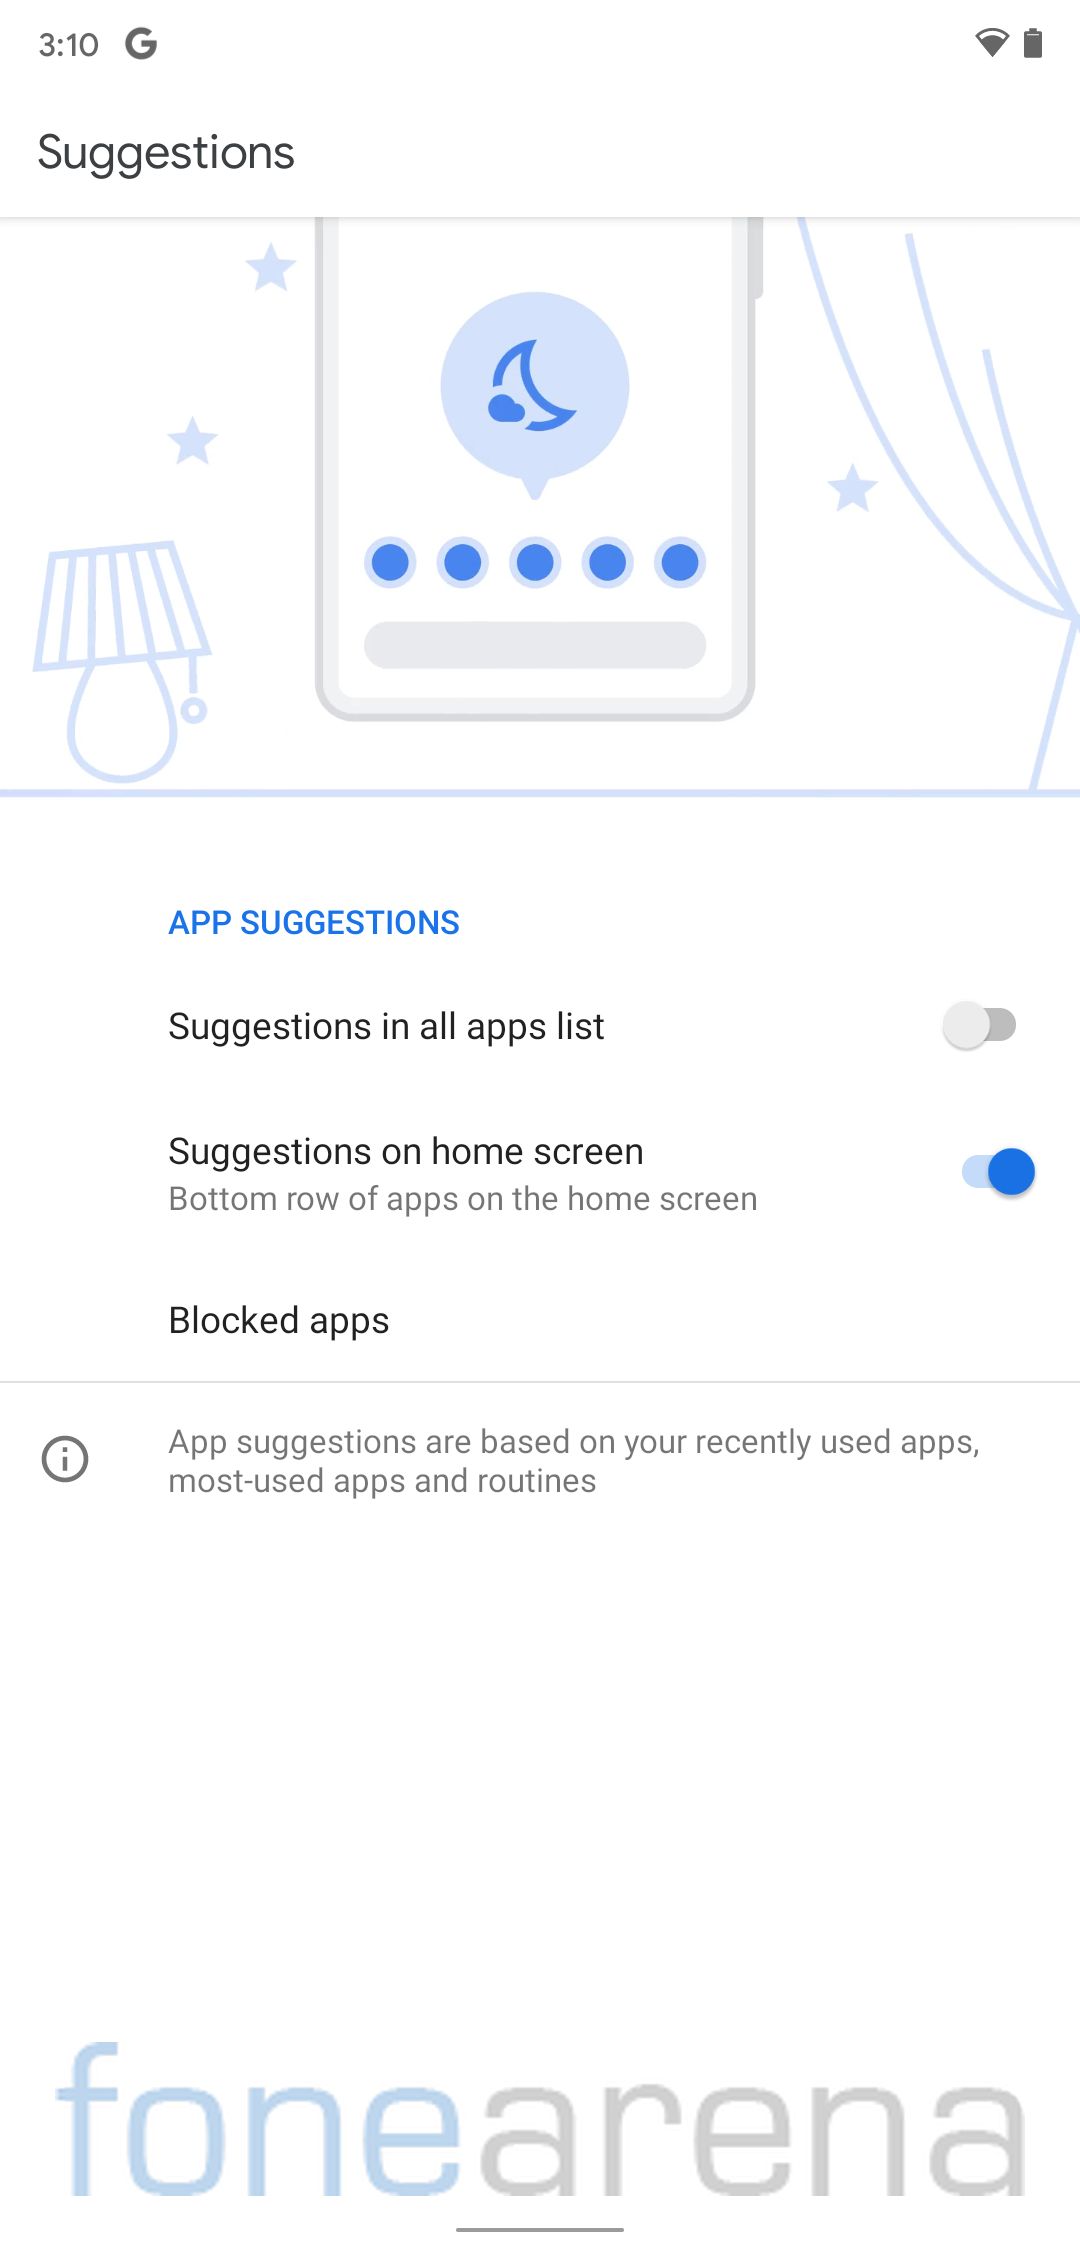 3:10 G
Suggestions
APP SUGGESTIONS
Suggestions in all apps list
Suggestions on home screen
Bottom row of apps on the home screen
Blocked apps
App suggestions are based on your recently used apps,
most-used apps and routines
fonearena